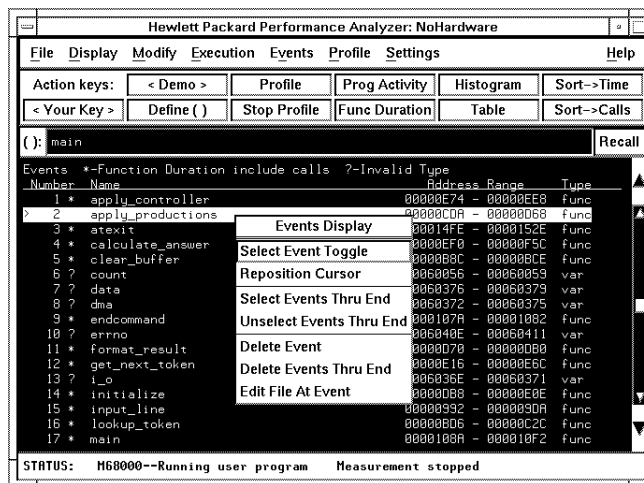 Hewlett Packard Performance Analyzer: NoHardware
File Display Modify Execution Events Profile Settings Help
Action keys: < Demo > Profile Prog Activity Histogram Sort->Time
< Your Key > Define ( ) Stop Profile Func Duration Table Sort->Calls
( ): main Recall
Events *-Function Duration include calls ?-Invalid Type
Number Name Address Range Type
1 * apply_controller 00000E74 - 00000EE8 func
> 2 apply_productions 00000CDA - 00000D68 func
Events Display
3 * atexit 000014FE - 0000152E func
4 * calculate_answer 00000EF0 - 00000F5C func
Select Event Toggle
5 * clear_buffer 00000B8C - 00000BCE func
6 ? count 00060056 - 00060059 var
Reposition Cursor
7 ? data 00060376 - 00060379 var
8 ? dma 00060372 - 00060375 var
Select Events Thru End
9 * endcommand 0000107A - 00001082 func
Unselect Events Thru End
10 ? errno 0006040E - 00060411 var
11 * format_result 00000D70 - 00000DB0 func
Delete Event
12 * get_next_token 00000E16 - 00000E6C func
13 ? i_o 0006036E - 00060371 var
Delete Events Thru End
14 * initialize 00000DB8 - 00000E0E func
Edit File At Event
15 * input_line 00000992 - 000009DA func
16 * lookup_token 00000BD6 - 00000C2C func
17 * main 0000108A - 000010F2 func
STATUS: M68000--Running user program Measurement stopped